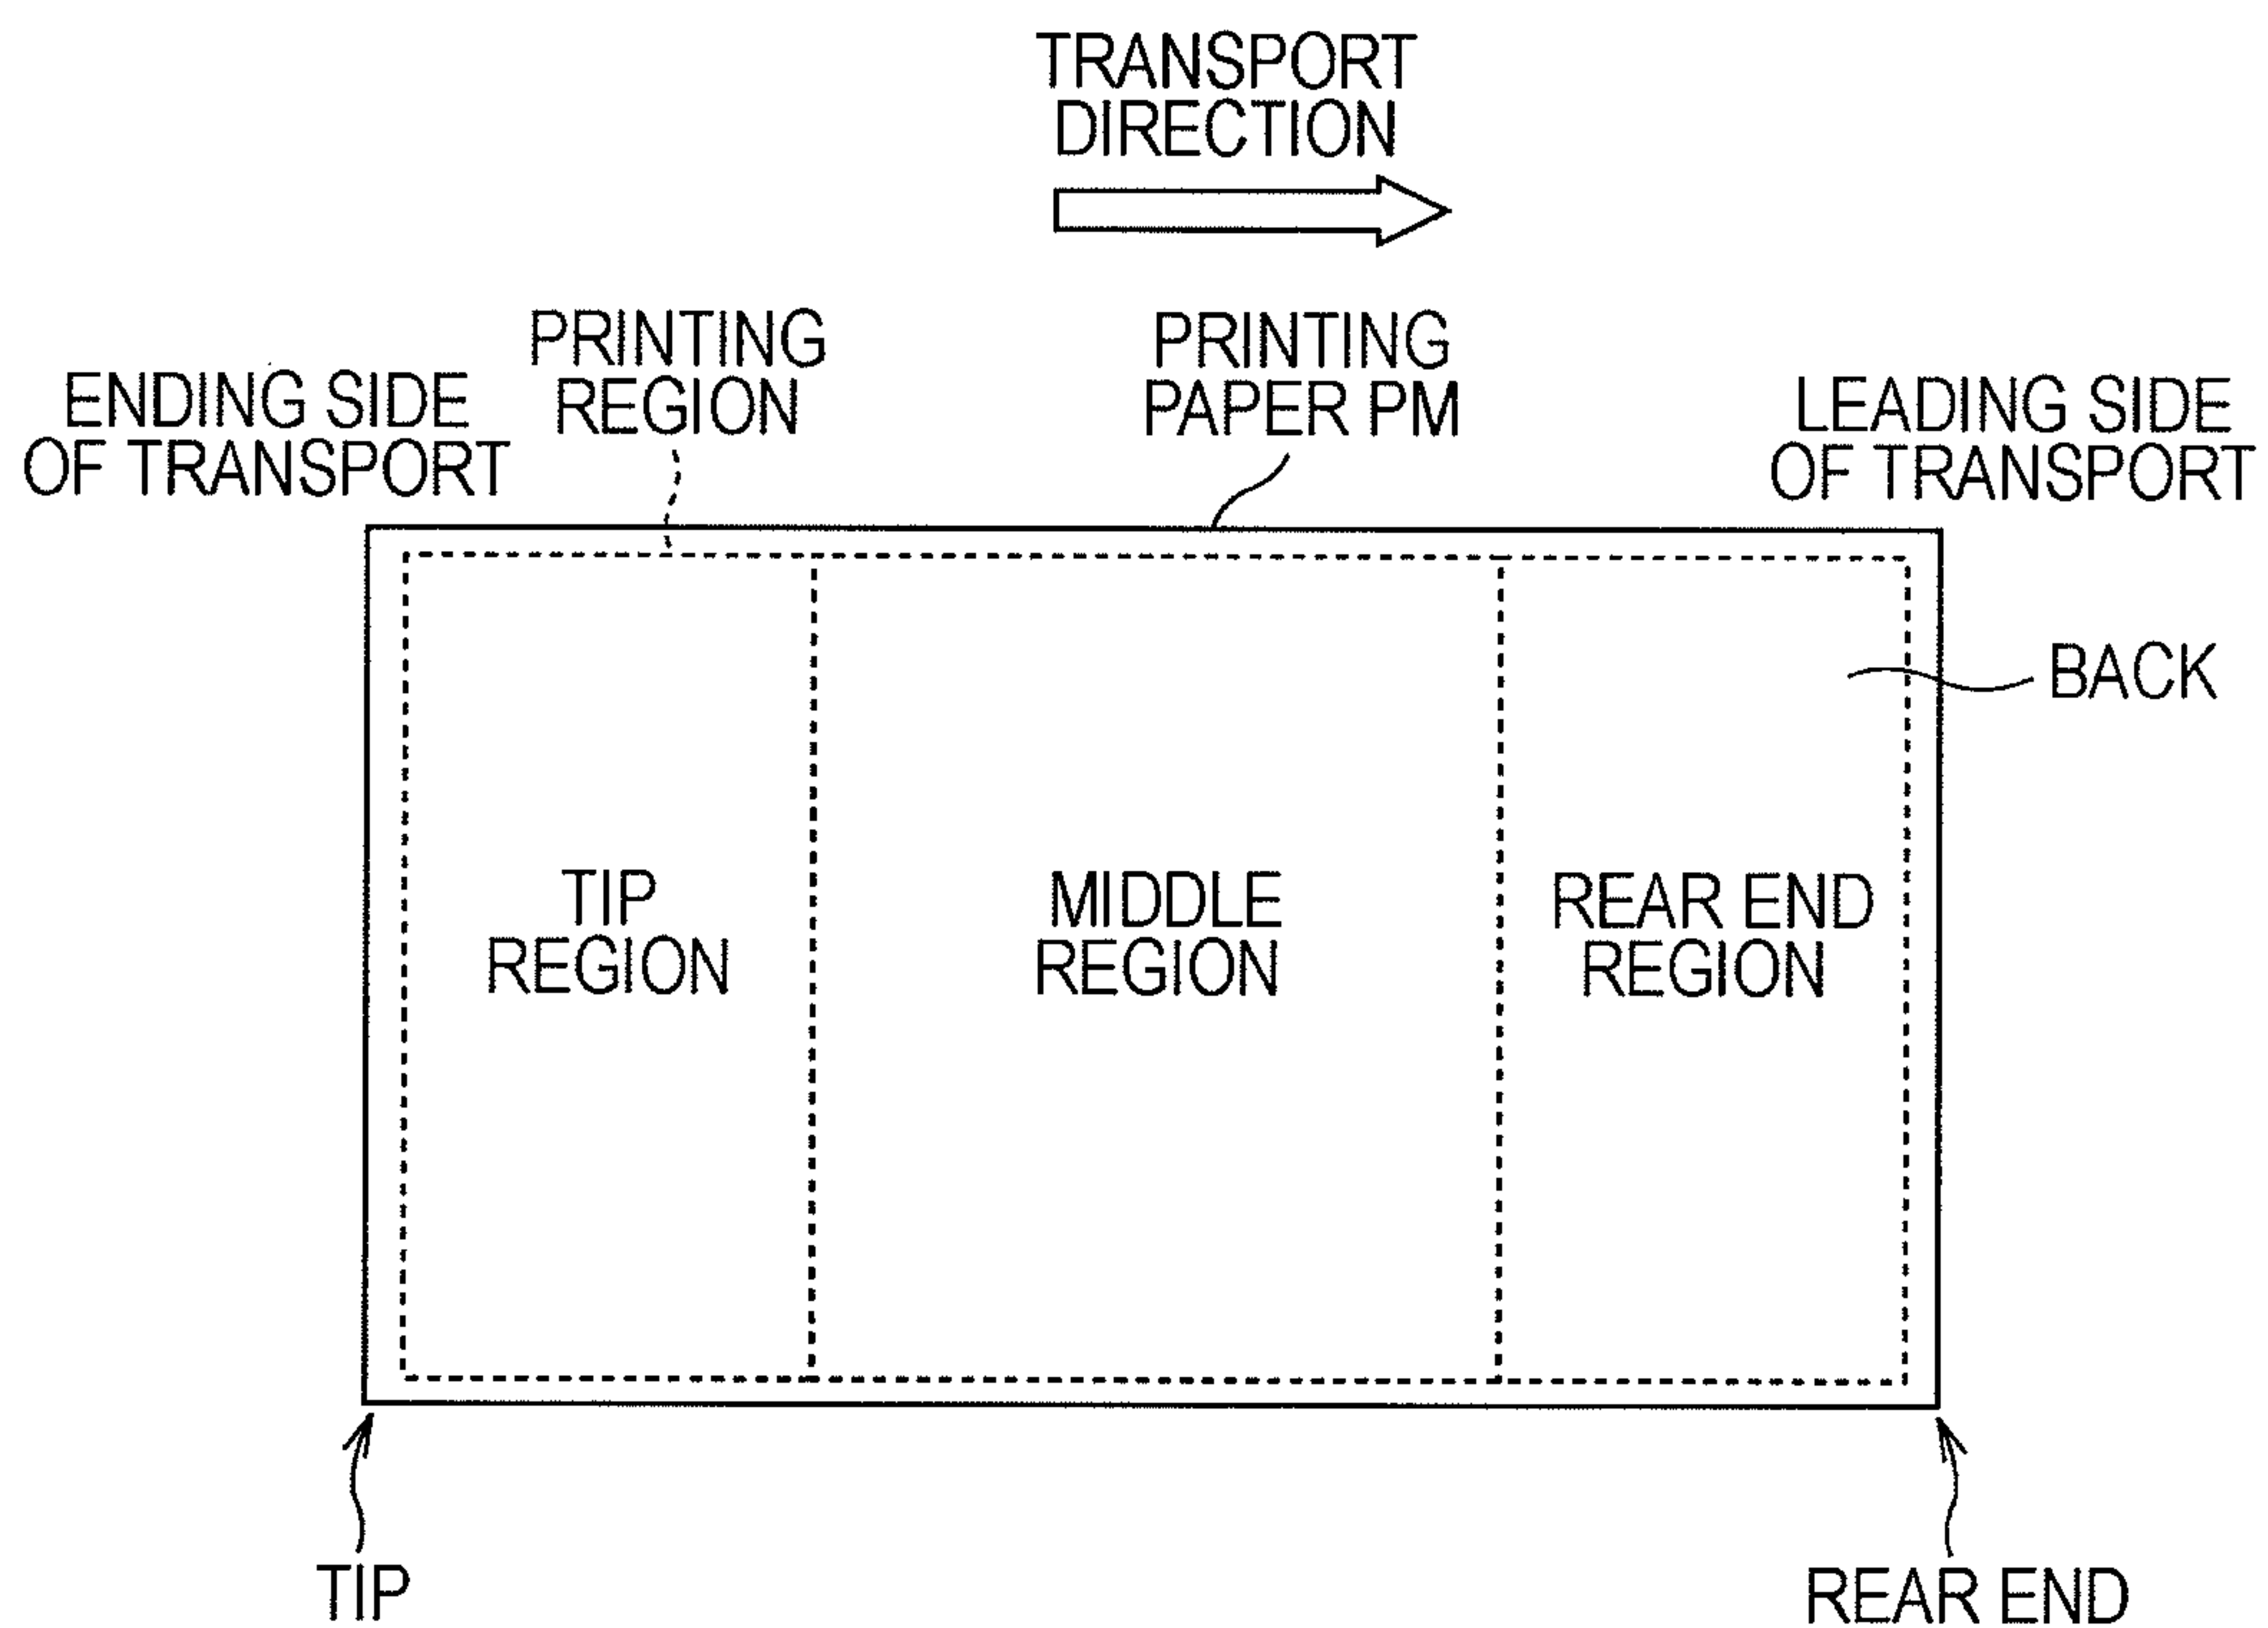 TRANSPORT
DIRECTION
PRINTING
REGION
PRINTING
PAPER PM
ENDING SIDE
OF TRANSPORT
LEADING SIDE
OF TRANSPORT
BACK
TIP
REGION
MIDDLE
REGION
REAR END
REGION
TIP
REAR END